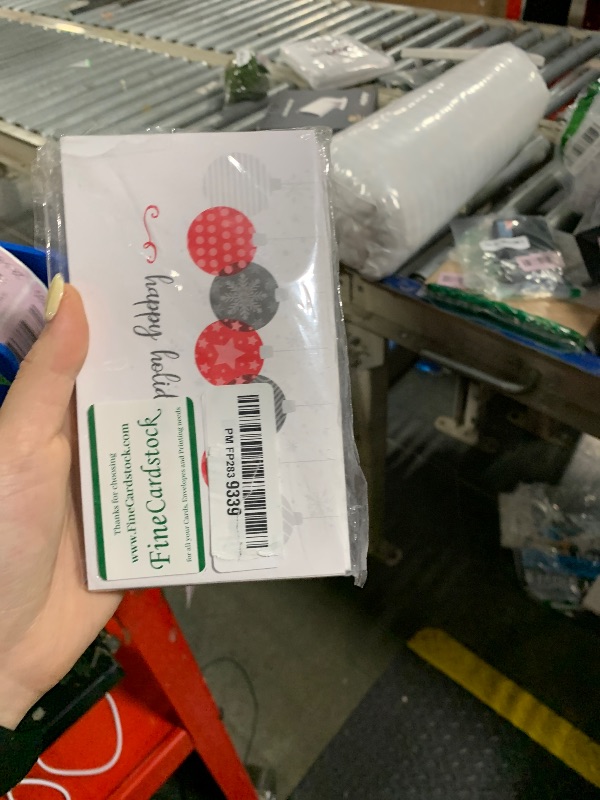 happy holid
Thanks for choosing
www.FineCardstock.com
FineCardstock
for all your Cards, Envelopes and Printing needs
PM FP283 9339